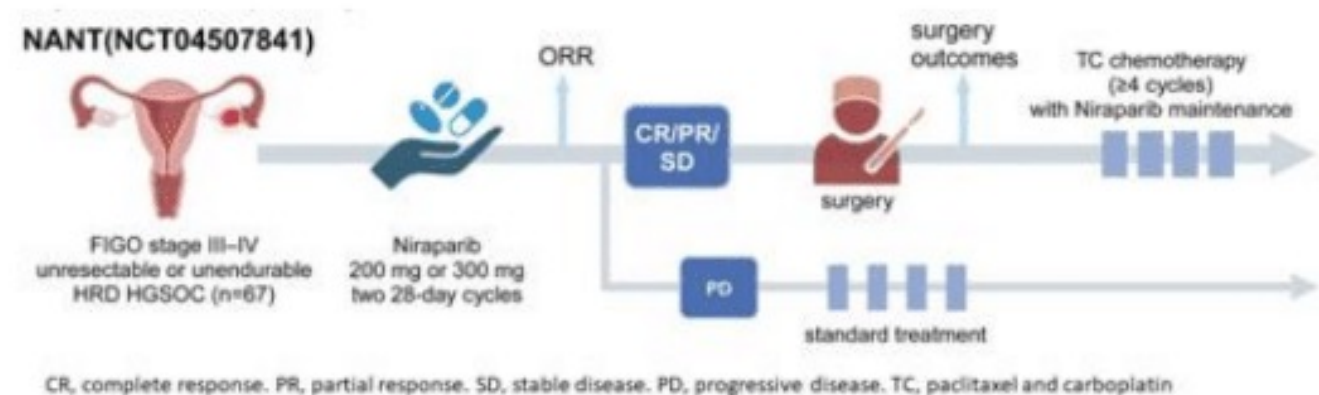 NANT(NCT04507841)
ORR
surgery
outcomes
TC chemotherapy
(≥4 cycles)
with Niraparib maintenance
CR/PR/
SD
surgery
FIGO stage III–IV
unresectable or unendurable
HRD HGSOC (n=67)
Niraparib
200 mg or 300 mg
two 28-day cycles
PD
standard treatment
CR, complete response. PR, partial response. SD, stable disease. PD, progressive disease. TC, paclitaxel and carboplatin